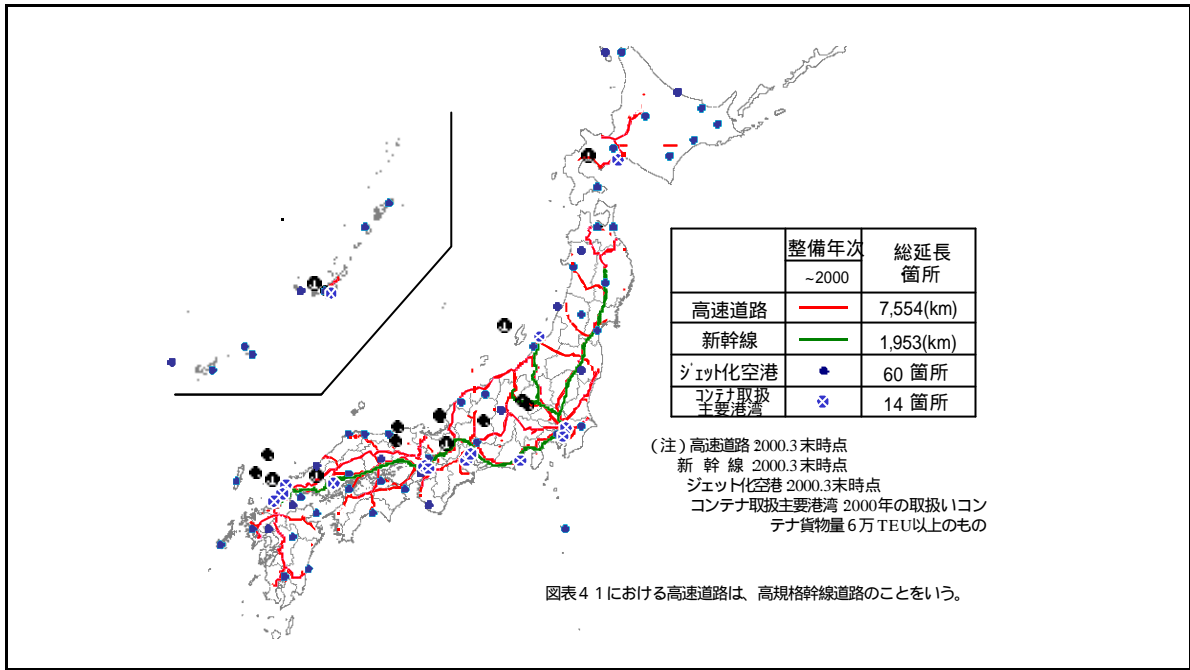 整備年次
~2000
総延長
箇所
高速道路
7,554(km)
新幹線
1,953(km)
ジェット化空港
60 箇所
コンテナ取扱
主要港湾
14 箇所
(注) 高速道路 2000.3末時点
新 幹 線 2000.3末時点
ジェット化空港 2000.3末時点
コンテナ取扱主要港湾 2000年の取扱いコン
テナ貨物量6万TEU以上のもの
図表41における高速道路は、高規格幹線道路のことをいう。